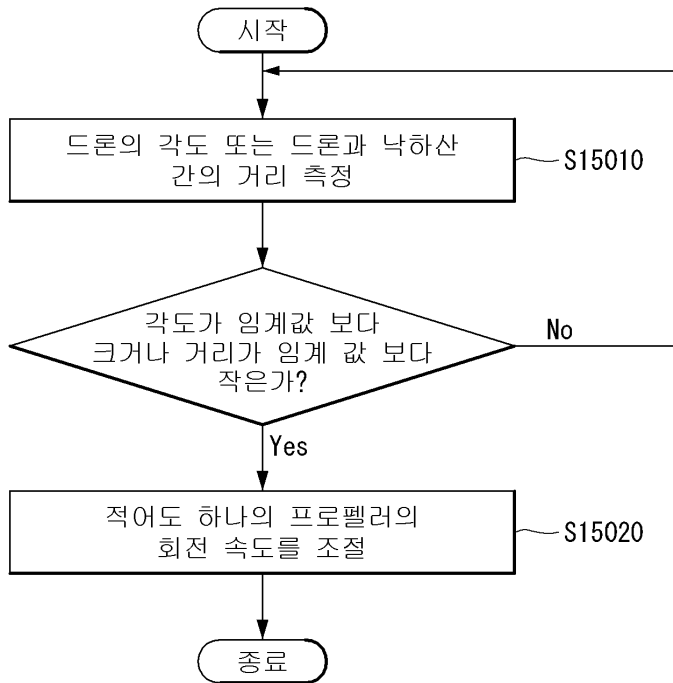 시작
드론의 각도 또는 드론과 낙하산
간의 거리 측정
S15010
각도가 임계값 보다
크거나 거리가 임계 값 보다
작은가?
No
Yes
적어도 하나의 프로펠러의
회전 속도를 조절
S15020
종료